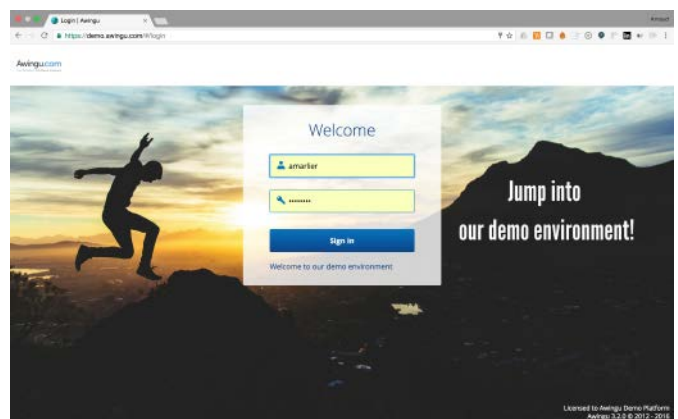 Login | Awingu
Arnaud
https://demo.awingu.com/#login
Awingu.com
Welcome
amarlier
Jump into
our demo environment!
Sign in
Welcome to our demo environment
Licensed to Awingu Demo Platform
Awingu 3.2.0 © 2012 - 2016